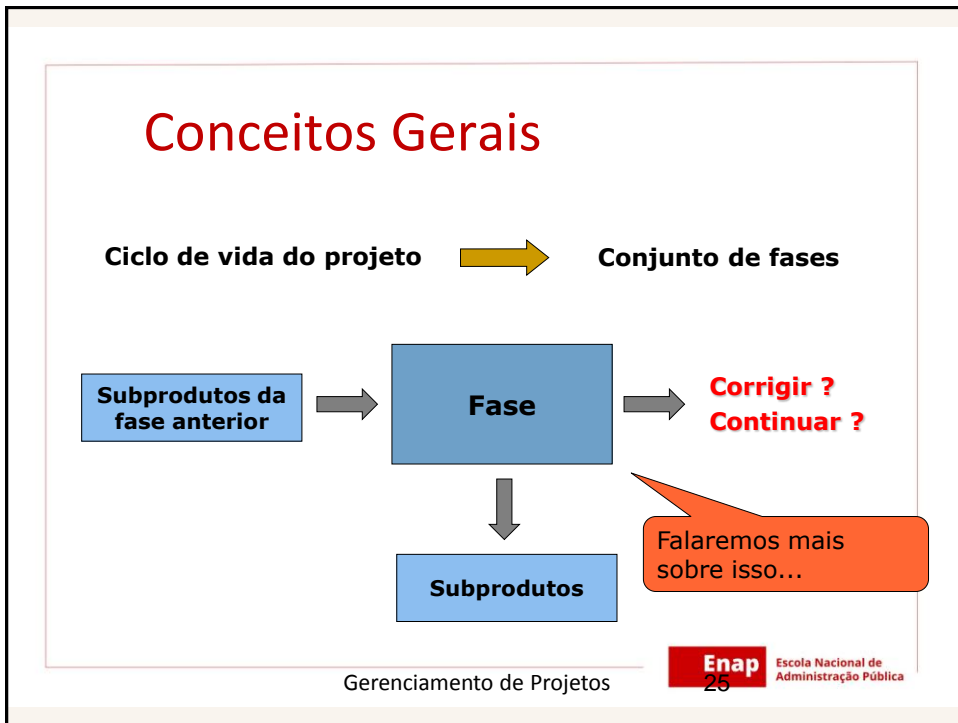 Conceitos Gerais
Ciclo de vida do projeto
Conjunto de fases
Subprodutos da
fase anterior
Fase
Corrigir ?
Continuar ?
Falaremos mais
sobre isso...
Subprodutos
Gerenciamento de Projetos
Enap
25
Escola Nacional de
Administração Pública